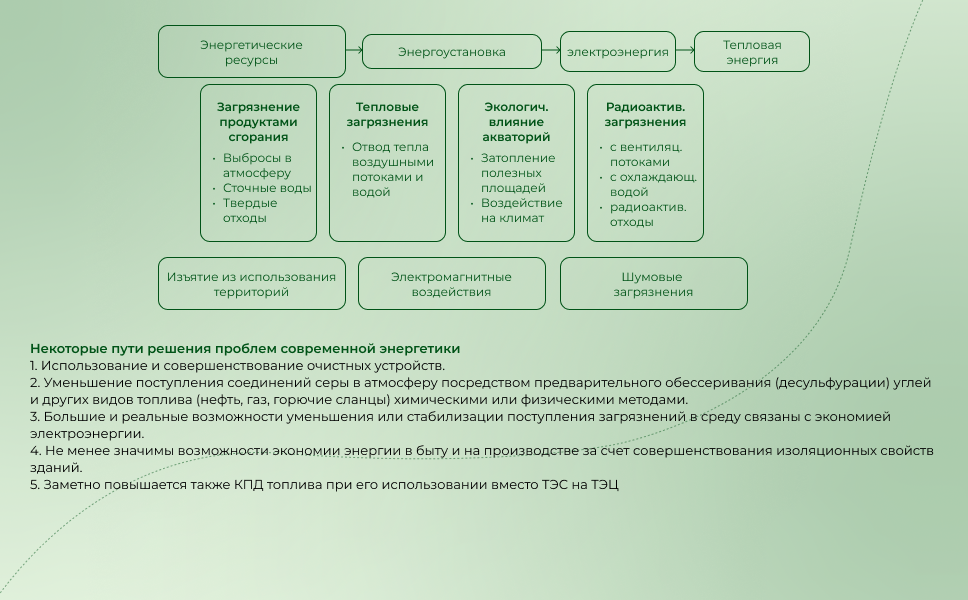 Энергетические
ресурсы
Энергоустановка
электроэнергия
Тепловая
энергия
Загрязнение
продуктами
сгорания
• Выбросы в
атмосферу
• Сточные воды
• Твердые
отходы
Тепловые
загрязнения
• Отвод тепла
воздушными
потоками и
водой
Экологич.
влияние
акваторий
• Затопление
полезных
площадей
• Воздействие
на климат
Радиоактив.
загрязнения
• с вентиляц.
потоками
• с охлаждающ.
водой
• радиоактив.
отходы
Изъятие из использования
территорий
Электромагнитные
воздействия
Шумовые
загрязнения
Некоторые пути решения проблем современной энергетики
1. Использование и совершенствование очистных устройств.
2. Уменьшение поступления соединений серы в атмосферу посредством предварительного обессеривания (десульфурации) углей
и других видов топлива (нефть, газ, горючие сланцы) химическими или физическими методами.
3. Большие и реальные возможности уменьшения или стабилизации поступления загрязнений в среду связаны с экономией
электроэнергии.
4. Не менее значимы возможности экономии энергии в быту и на производстве за счет совершенствования изоляционных свойств
зданий.
5. Заметно повышается также КПД топлива при его использовании вместо ТЭС на ТЭЦ